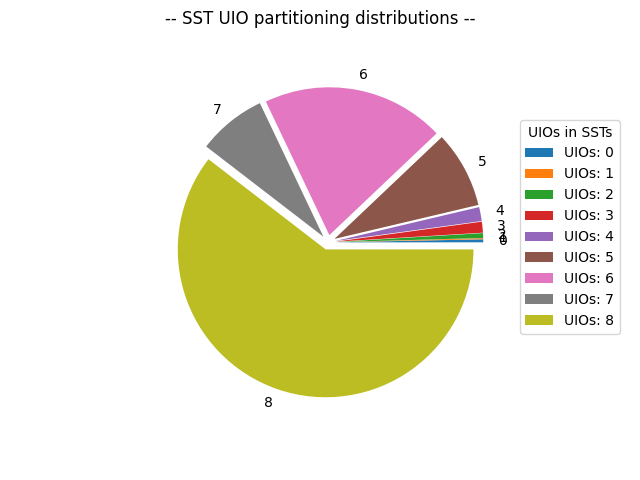 -- SST UIO partitioning distributions --
6
7
5
4
3
0
8
UIOs in SSTs
UIOs: 0
UIOs: 1
UIOs: 2
UIOs: 3
UIOs: 4
UIOs: 5
UIOs: 6
UIOs: 7
UIOs: 8